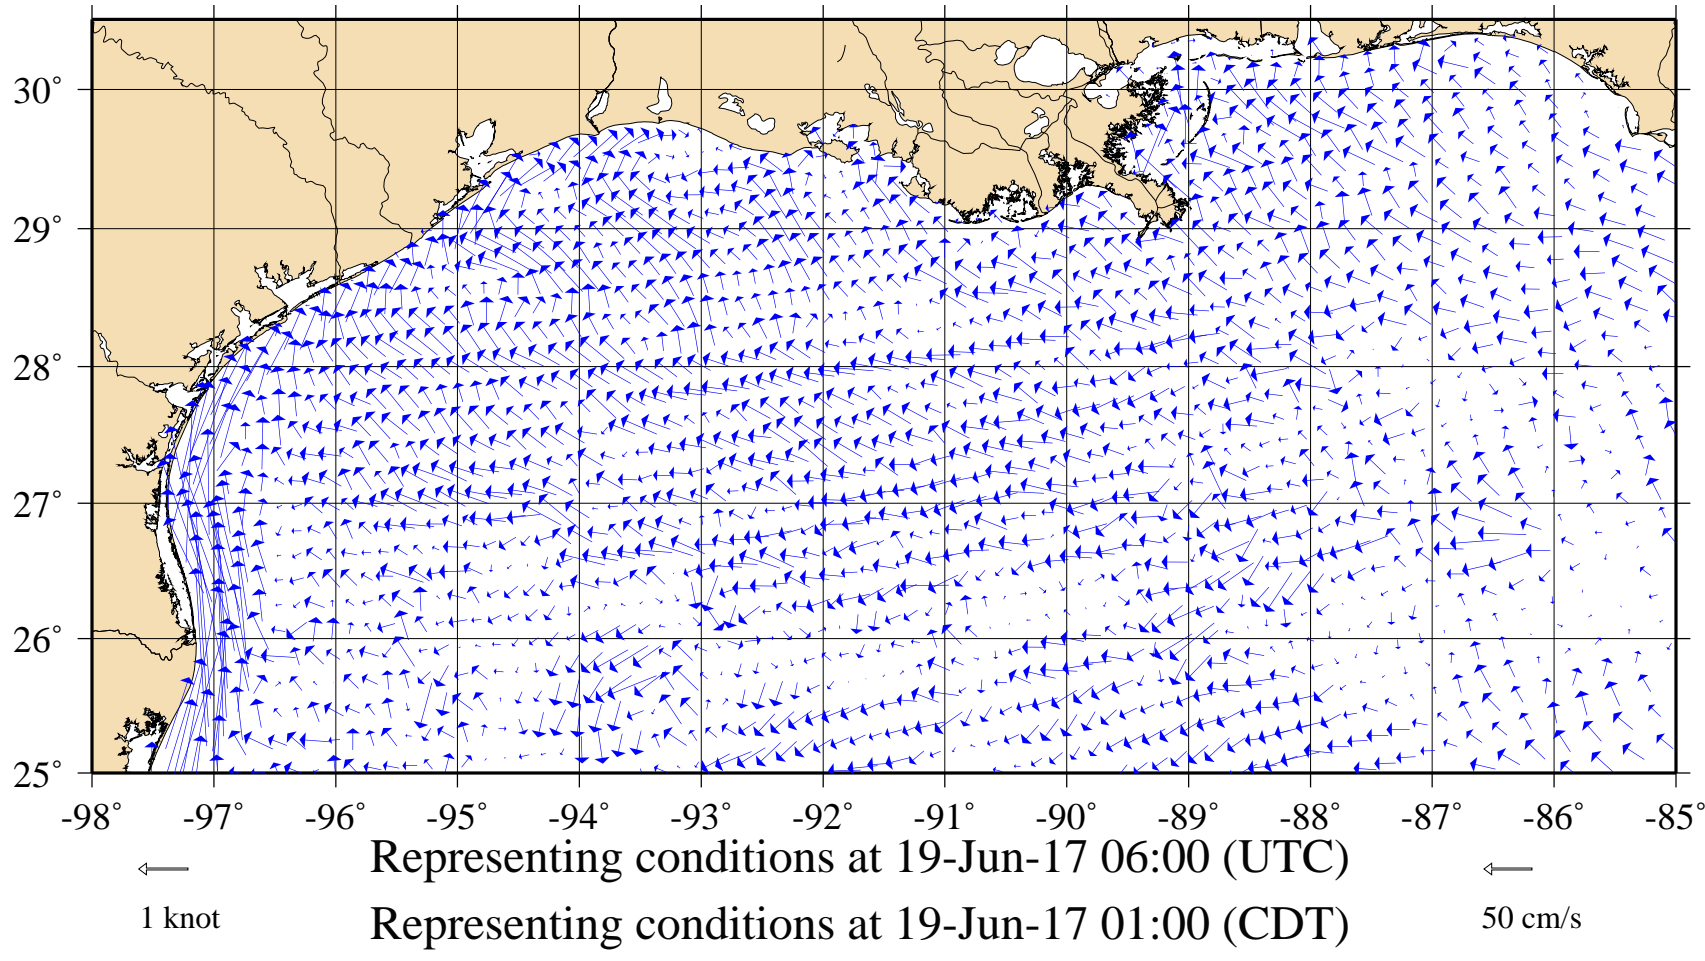 30°
29°
28°
27°
26°
25°
-98° -97° -96° -95° -94° -93° -92° -91° -90° -89° -88° -87° -86° -85°
Representing conditions at 19-Jun-17 06:00 (UTC)
1 knot
Representing conditions at 19-Jun-17 01:00 (CDT)
50 cm/s